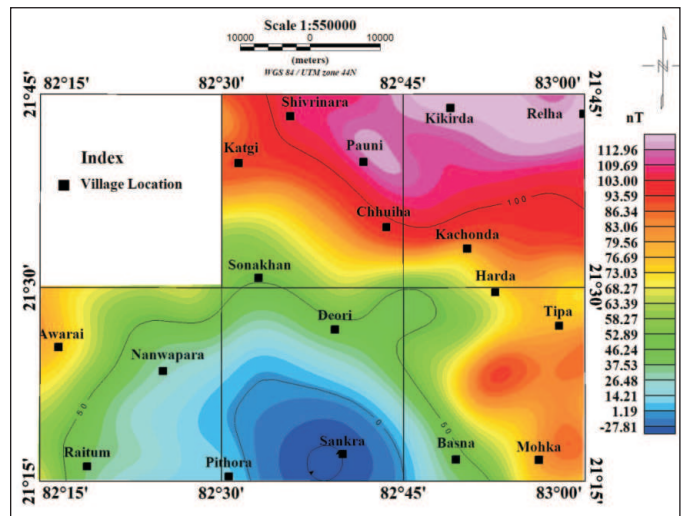 Scale 1:550000
10000 0 10000
(meters)
WGS 84 / UTM zone 44N
N
82°15' 82°30' 82°45' 83°00'
21°45' 21°45'
nT
Index
Village Location
Shivrinara
Kikirda
Relha
Katgi
Pauni
100
Chhuiha
Kachonda
Sonakhan
Harda
21°30' 21°30'
Deori
Tipa
Awarai
Nanwapara
50
0
50
Raitum
Pithora
Sankra
Basna
Mohka
21°15' 21°15'
82°15' 82°30' 82°45' 83°00'
112.96
109.69
103.00
93.59
86.34
83.06
79.56
76.69
73.03
68.27
63.39
58.27
52.89
46.24
37.53
26.48
14.21
1.19
-27.81